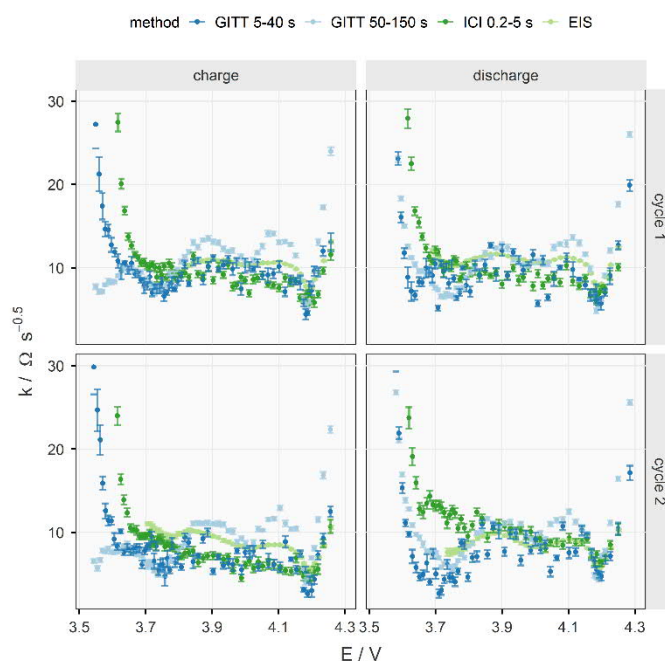 method GITT 5-40 s GITT 50-150 s ICI 0.2-5 s EIS
charge discharge
30
20
10
cycle 1
k / Ω s⁻⁰·⁵
30
20
10
cycle 2
3.5 3.7 3.9 4.1 4.3 3.5 3.7 3.9 4.1 4.3
E / V